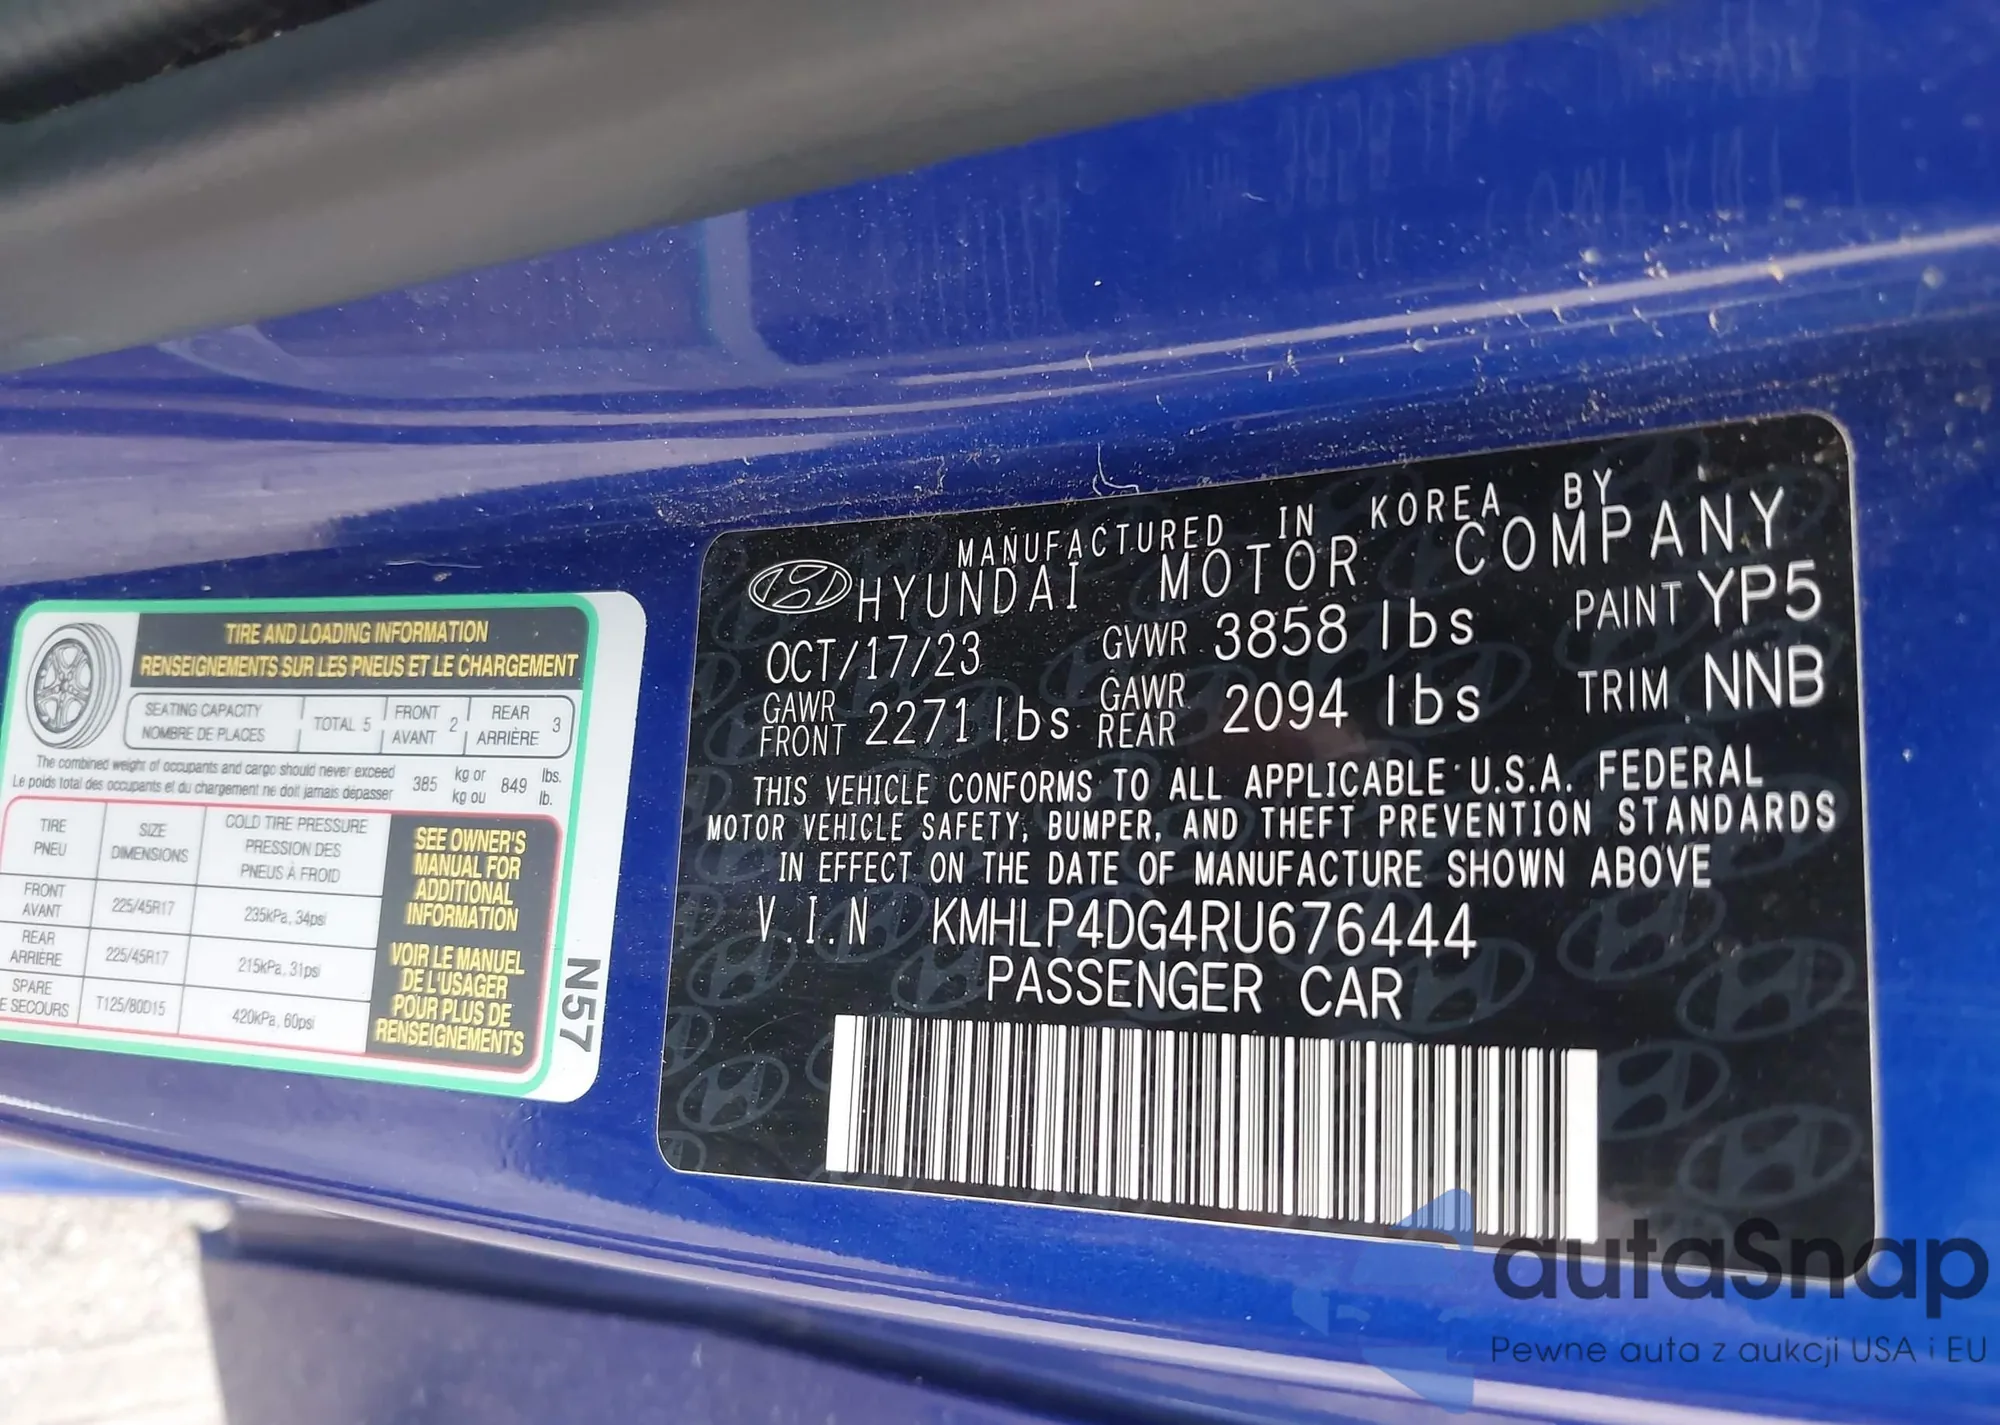 TIRE AND LOADING INFORMATION
RENSEIGNEMENTS SUR LES PNEUS ET LE CHARGEMENT
SEATING CAPACITY
NOMBRE DE PLACES
TOTAL 5
FRONT
AVANT
2
REAR
ARRIÈRE
3
The combined weight of occupants and cargo should never exceed
Le poids total des occupants et du chargement ne doit jamais dépasser
385
kg or
kg ou
849
lbs.
lb.
TIRE
PNEU
SIZE
DIMENSIONS
COLD TIRE PRESSURE
PRESSION DES
PNEUS À FROID
FRONT
AVANT
225/45R17
235kPa, 34psi
REAR
ARRIÈRE
225/45R17
215kPa, 31psi
SPARE
E SECOURS
T125/80D15
420kPa, 60psi
SEE OWNER'S
MANUAL FOR
ADDITIONAL
INFORMATION
VOIR LE MANUEL
DE L'USAGER
POUR PLUS DE
RENSEIGNEMENTS
N57
MANUFACTURED IN KOREA BY
HYUNDAI MOTOR COMPANY
OCT/17/23 GVWR 3858 lbs PAINT YP5
GAWR FRONT 2271 lbs GAWR REAR 2094 lbs TRIM NNB
THIS VEHICLE CONFORMS TO ALL APPLICABLE U.S.A. FEDERAL
MOTOR VEHICLE SAFETY, BUMPER, AND THEFT PREVENTION STANDARDS
IN EFFECT ON THE DATE OF MANUFACTURE SHOWN ABOVE
V.I.N KMHLP4DG4RU676444
PASSENGER CAR
autaSnap
Pewne auta z aukcji USA i EU